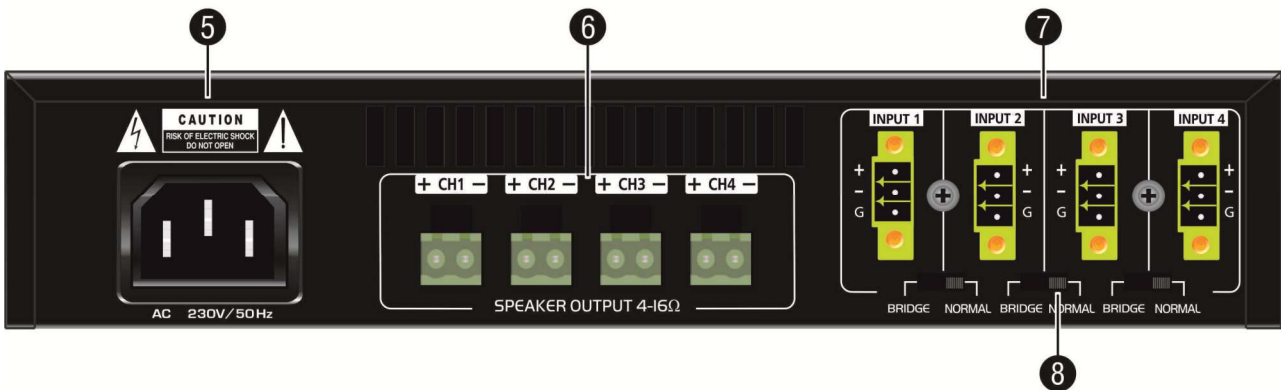 5 6 7
CAUTION
RISK OF ELECTRIC SHOCK
DO NOT OPEN
AC 230V/50Hz
+ CH1 − + CH2 − + CH3 − + CH4 −
SPEAKER OUTPUT 4-16Ω
INPUT 1 INPUT 2 INPUT 3 INPUT 4
+ + + +
- - - -
G G G G
BRIDGE NORMAL BRIDGE NORMAL BRIDGE NORMAL
8